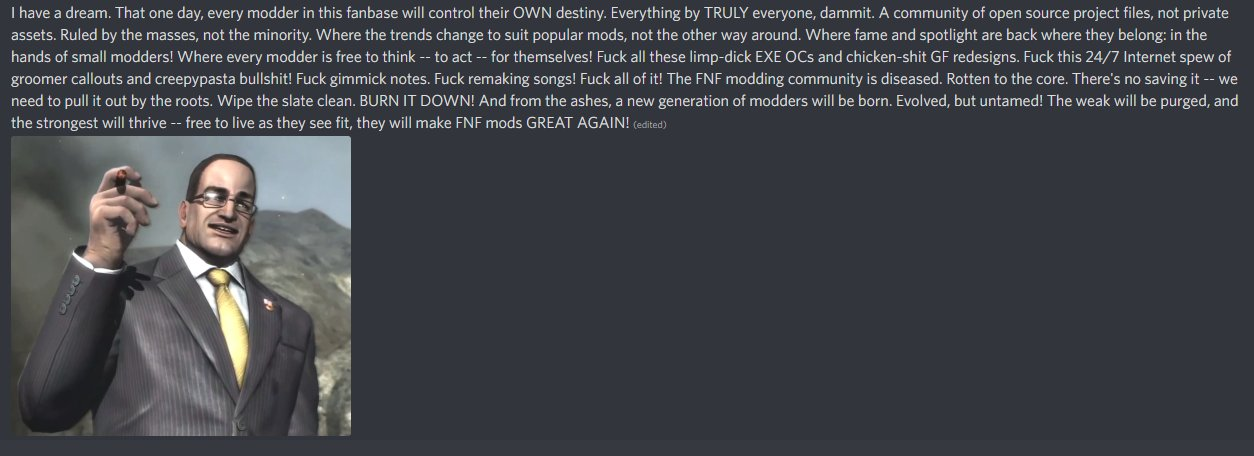 I have a dream. That one day, every modder in this fanbase will control their OWN destiny. Everything by TRULY everyone, dammit. A community of open source project files, not private
assets. Ruled by the masses, not the minority. Where the trends change to suit popular mods, not the other way around. Where fame and spotlight are back where they belong: in the
hands of small modders! Where every modder is free to think -- to act -- for themselves! Fuck all these limp-dick EXE OCs and chicken-shit GF redesigns. Fuck this 24/7 Internet spew of
groomer callouts and creepypasta bullshit! Fuck gimmick notes. Fuck remaking songs! Fuck all of it! The FNF modding community is diseased. Rotten to the core. There's no saving it -- we
need to pull it out by the roots. Wipe the slate clean. BURN IT DOWN! And from the ashes, a new generation of modders will be born. Evolved, but untamed! The weak will be purged, and
the strongest will thrive -- free to live as they see fit, they will make FNF mods GREAT AGAIN! (edited)